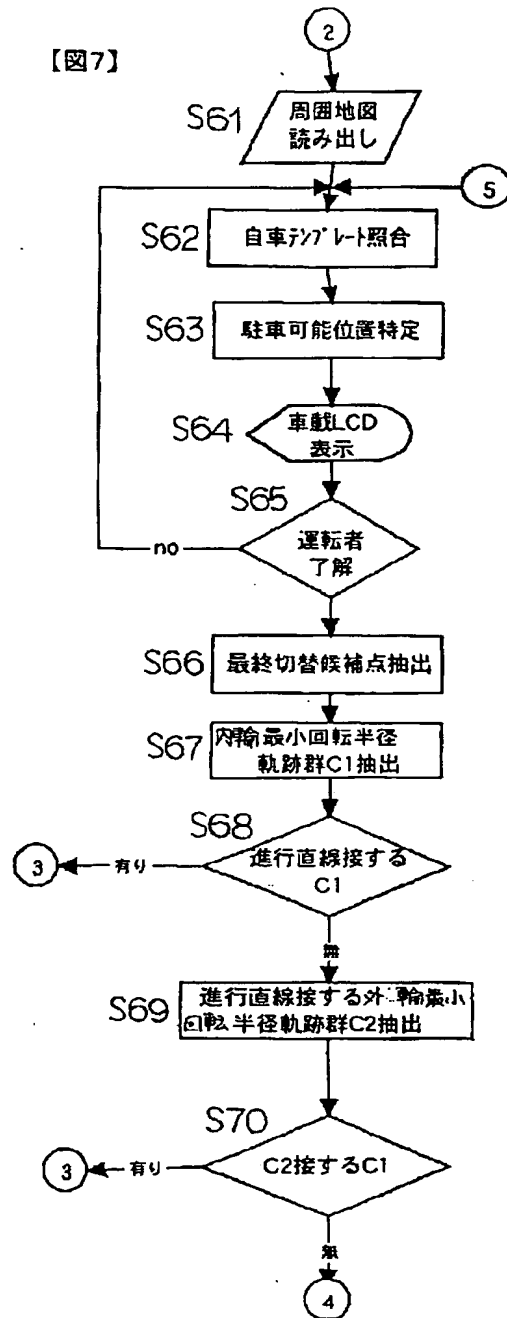 2
【図7】
S61
周囲地図
読み出し
5
S62
自車テンプレート照合
S63
駐車可能位置特定
S64
車載LCD
表示
S65
運転者
了解
no
S66
最終切替候補点抽出
S67
内輪最小回転半径
軌跡群C1抽出
S68
進行直線接する
C1
有り
3
無
S69
進行直線接する外輪最小
回転半径軌跡群C2抽出
S70
C2接するC1
有り
3
無
4